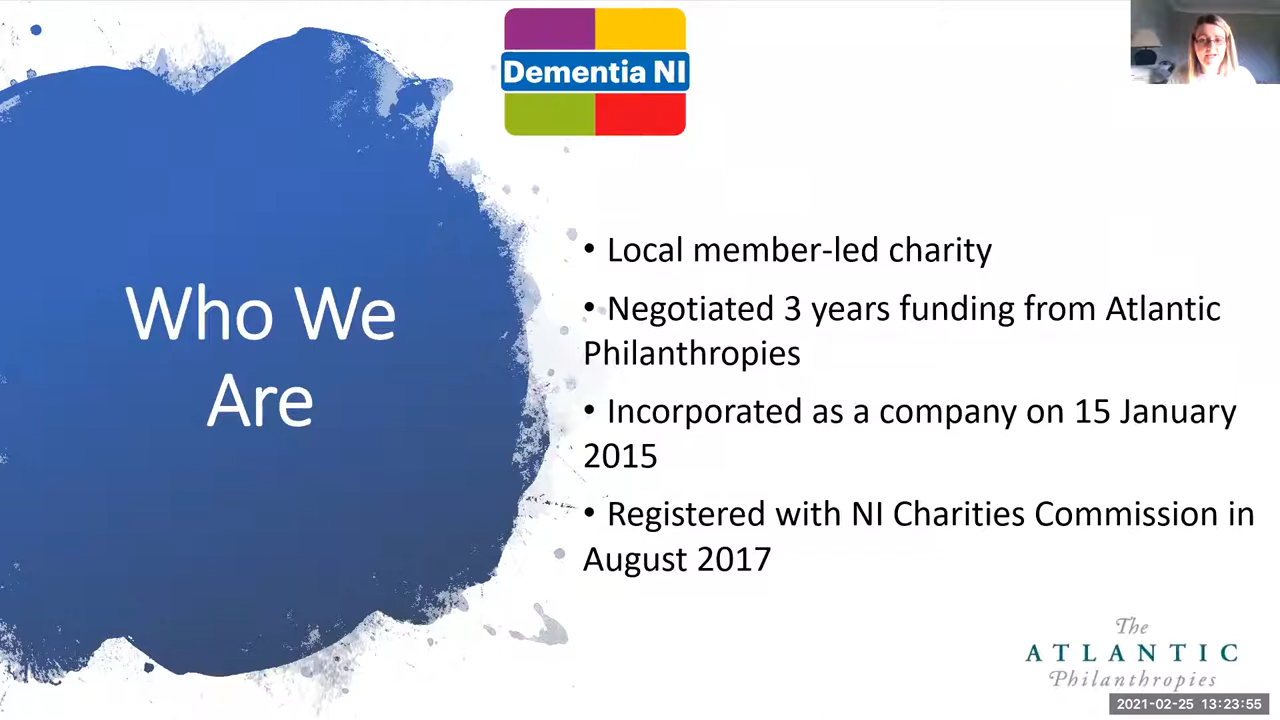 Dementia NI
Who We
Are
• Local member-led charity
• Negotiated 3 years funding from Atlantic
Philanthropies
• Incorporated as a company on 15 January
2015
• Registered with NI Charities Commission in
August 2017
The
ATLANTIC
Philanthropies
2021-02-25 13:23:55